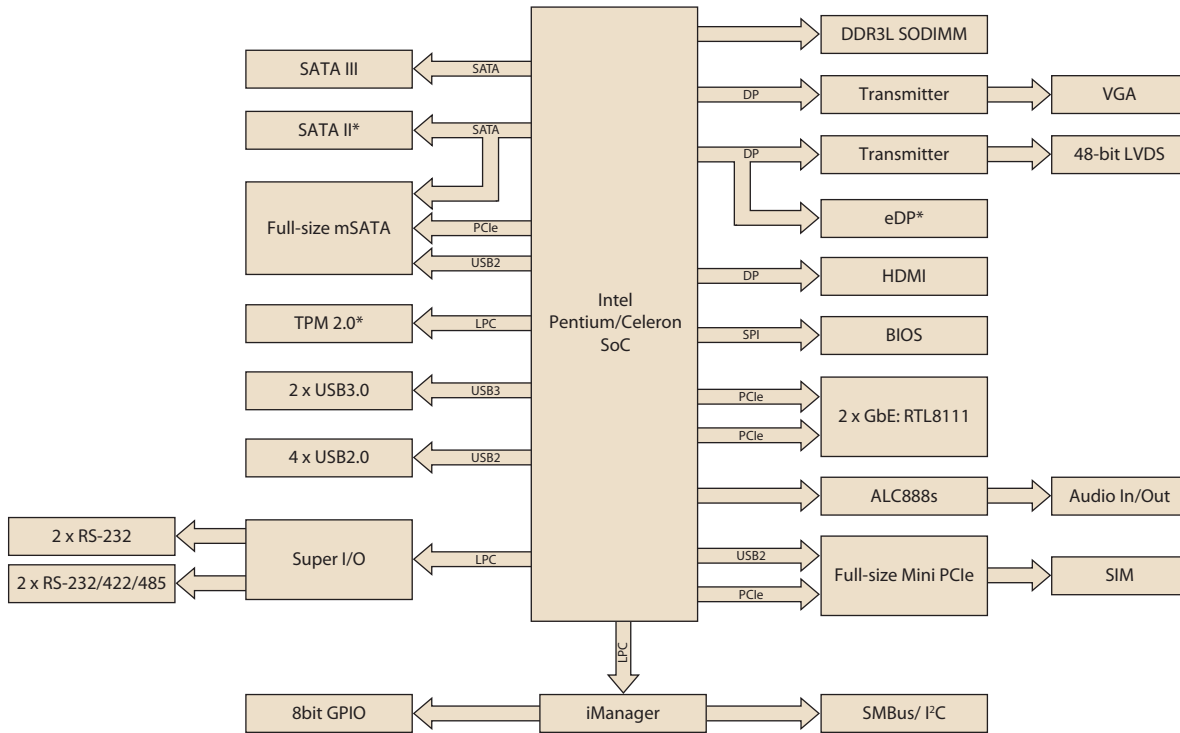 DDR3L SODIMM
SATA III
SATA
DP
Transmitter
VGA
SATA II*
SATA
DP
Transmitter
48-bit LVDS
Full-size mSATA
PCIe
USB2
eDP*
DP
HDMI
Intel
Pentium/Celeron
SoC
TPM 2.0*
LPC
SPI
BIOS
2 x USB3.0
USB3
PCIe
PCIe
2 x GbE: RTL8111
4 x USB2.0
USB2
ALC888s
Audio In/Out
2 x RS-232
2 x RS-232/422/485
Super I/O
LPC
USB2
PCIe
Full-size Mini PCIe
SIM
LPC
8bit GPIO
iManager
SMBus/ I²C